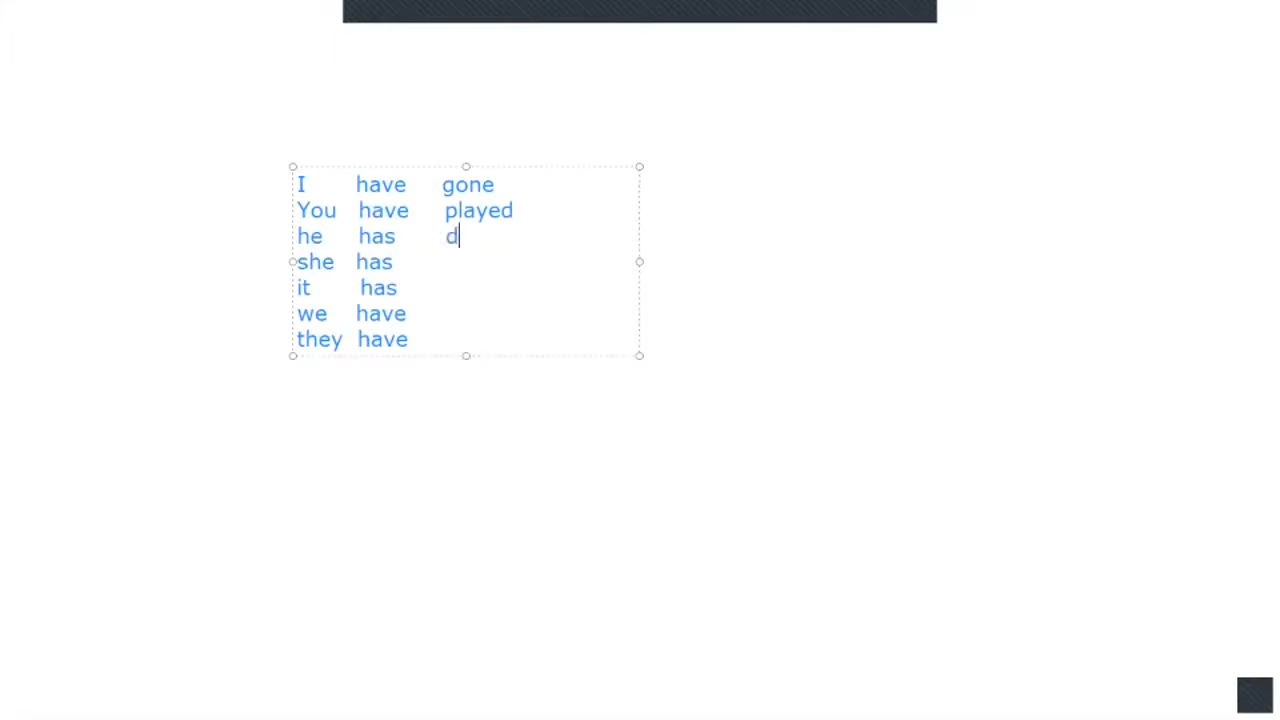 I have gone
You have played
he has d
she has
it has
we have
they have